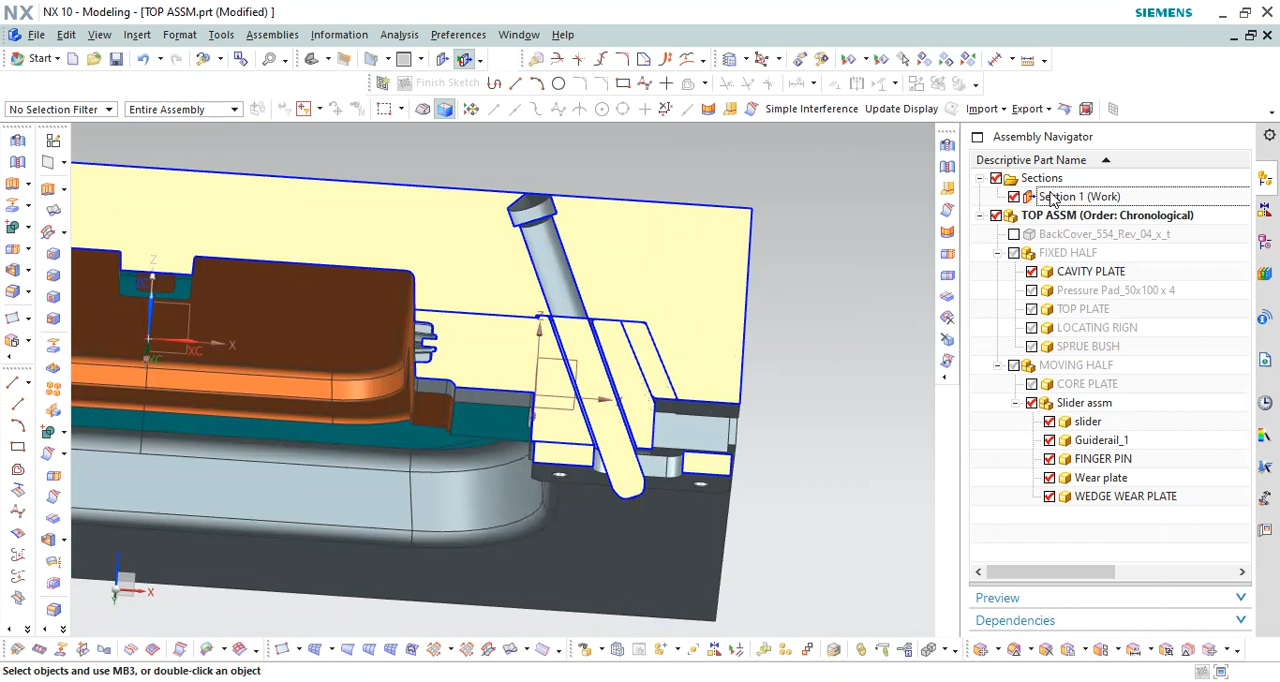 NX NX 10 - Modeling - [TOP ASSM.prt (Modified) ] SIEMENS
File Edit View Insert Format Tools Assemblies Information Analysis Preferences Window Help
Start
Finish Sketch
No Selection Filter Entire Assembly Simple Interference Update Display Import Export
Assembly Navigator
Descriptive Part Name
Sections
Section 1 (Work)
TOP ASSM (Order: Chronological)
BackCover_554_Rev_04_x_t
FIXED HALF
CAVITY PLATE
Pressure Pad_50x100 x 4
TOP PLATE
LOCATING RIGN
SPRUE BUSH
MOVING HALF
CORE PLATE
Slider assm
slider
Guiderail_1
FINGER PIN
Wear plate
WEDGE WEAR PLATE
Z
XC
X
YC
Z
X
Preview
Dependencies
Select objects and use MB3, or double-click an object